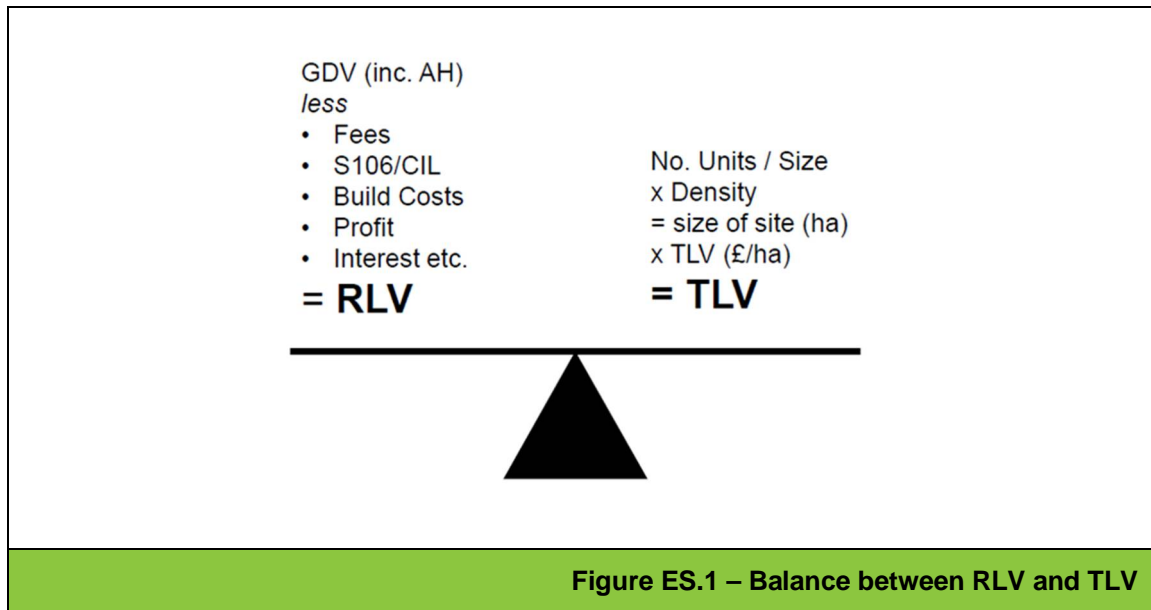 GDV (inc. AH)
less
• Fees
• S106/CIL
• Build Costs
• Profit
• Interest etc.
= RLV
No. Units / Size
x Density
= size of site (ha)
x TLV (£/ha)
= TLV
Figure ES.1 – Balance between RLV and TLV